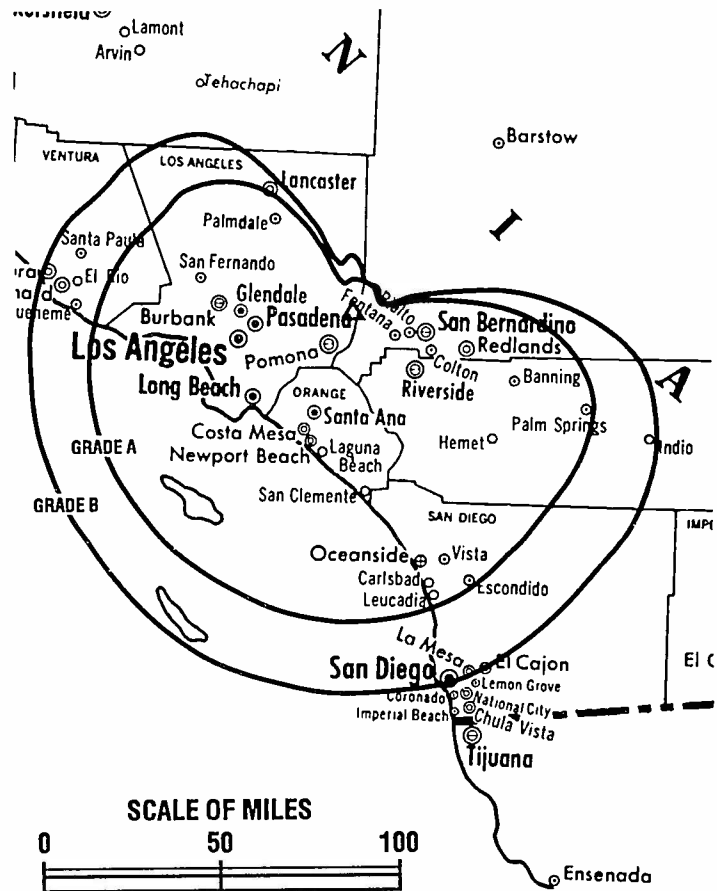 Lamont
Arvin
Tehachapi
N
Barstow
VENTURA
LOS ANGELES
Lancaster
I
Palmdale
Santa Paula
San Fernando
El Rio
Glendale
Burbank
Pasadena
Fontana
Rialto
San Bernardino
Los Angeles
Pomona
Redlands
Colton
Riverside
Banning
A
Long Beach
ORANGE
Santa Ana
Palm Springs
Costa Mesa
Newport Beach
Laguna
Beach
Hemet
Indio
GRADE A
GRADE B
San Clemente
SAN DIEGO
IMPE
Oceanside
Vista
Carlsbad
Escondido
Leucadia
La Mesa
El Cajon
San Diego
Lemon Grove
El C
Coronado
National City
Imperial Beach
Chula Vista
Tijuana
SCALE OF MILES
0 50 100
Ensenada